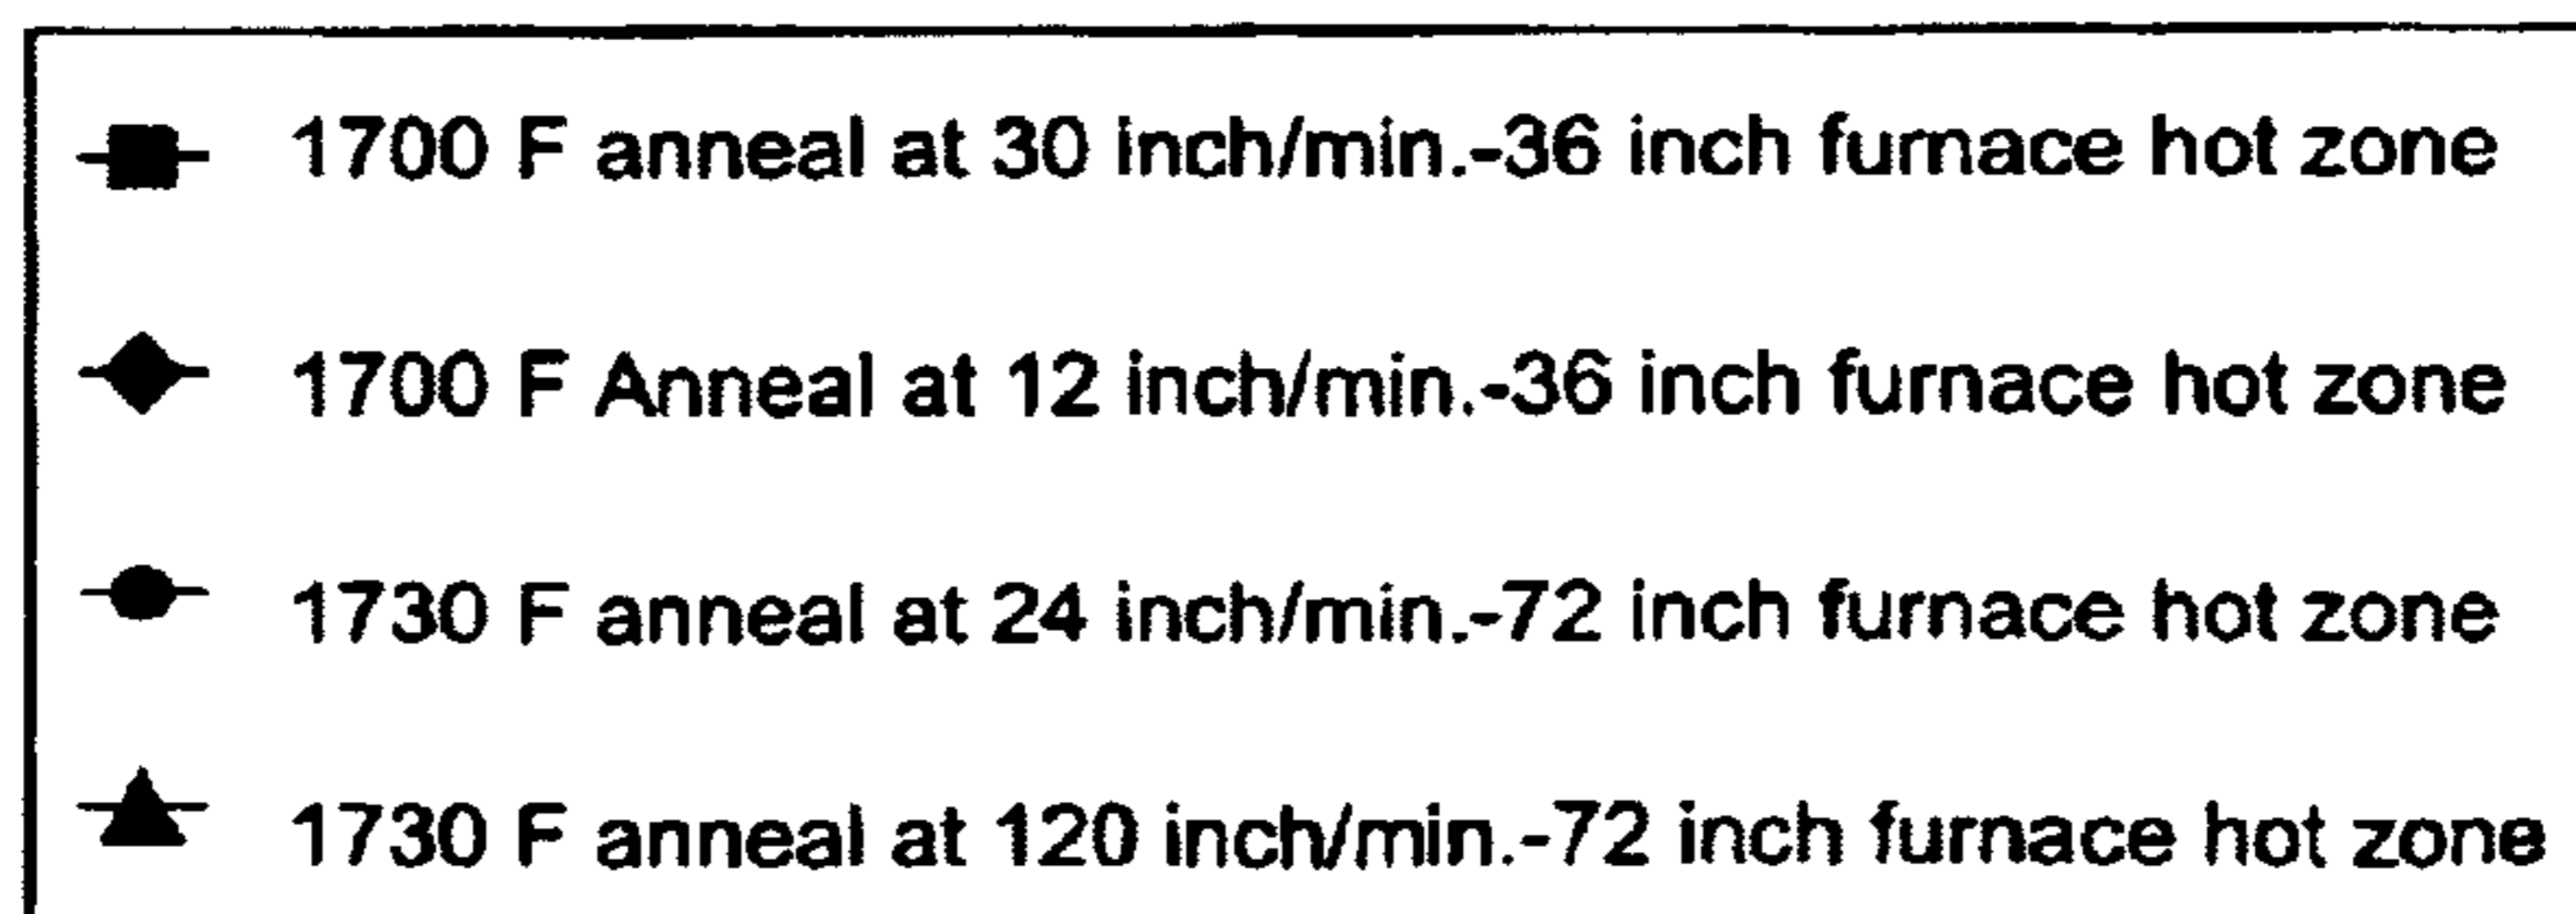 1700 F anneal at 30 inch/min.-36 inch furnace hot zone
1700 F Anneal at 12 inch/min.-36 inch furnace hot zone
1730 F anneal at 24 inch/min.-72 inch furnace hot zone
1730 F anneal at 120 inch/min.-72 inch furnace hot zone